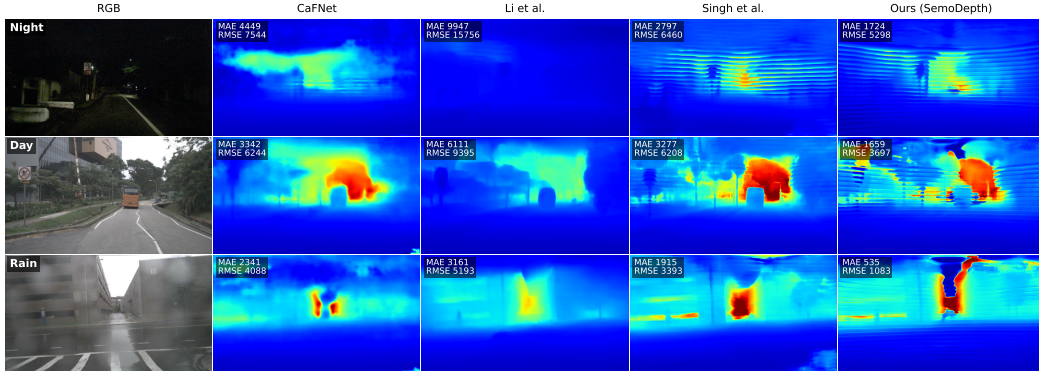 RGB
CaFNet
Li et al.
Singh et al.
Ours (SemoDepth)
Night
MAE 4449
RMSE 7544
MAE 9947
RMSE 15756
MAE 2797
RMSE 6460
MAE 1724
RMSE 5298
Day
MAE 3342
RMSE 6244
MAE 6111
RMSE 9395
MAE 3277
RMSE 6208
MAE 1659
RMSE 3697
Rain
MAE 2341
RMSE 4088
MAE 3161
RMSE 5193
MAE 1915
RMSE 3393
MAE 535
RMSE 1083